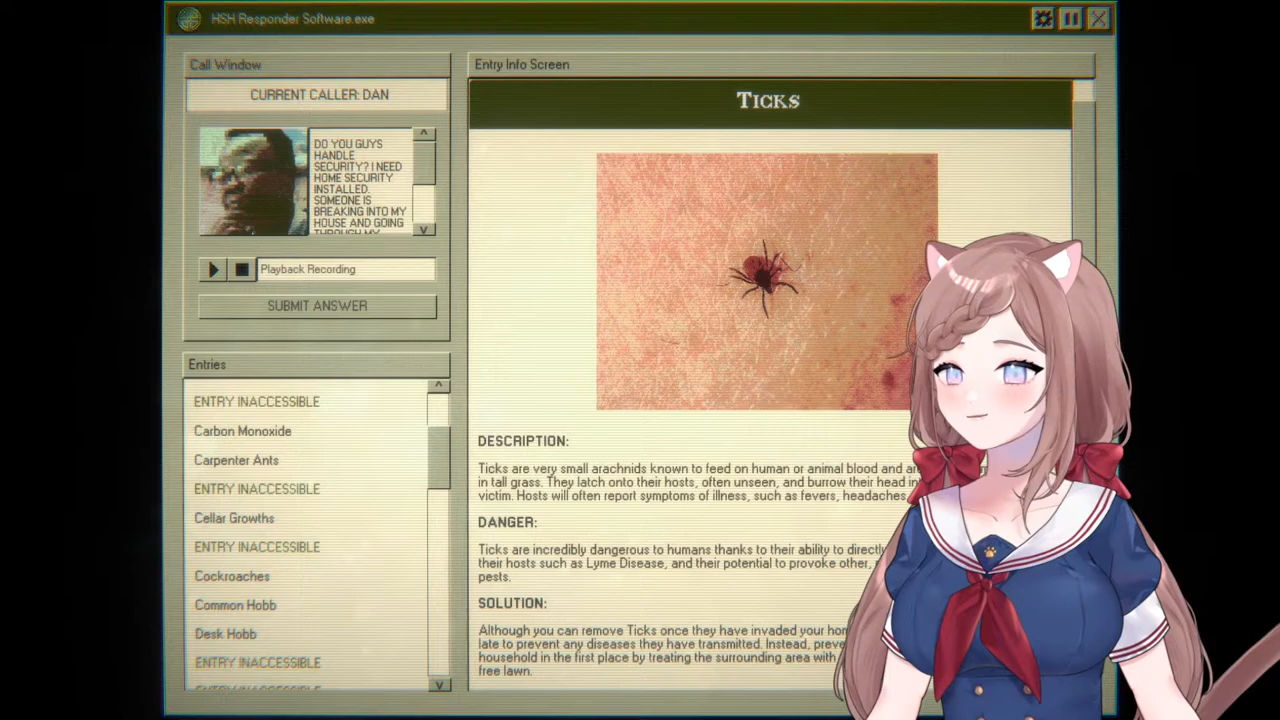 HSH Responder Software.exe
Call Window
CURRENT CALLER: DAN
DO YOU GUYS
HANDLE
SECURITY? I NEED
HOME SECURITY
INSTALLED.
SOMEONE IS
BREAKING INTO MY
HOUSE AND GOING
THROUGH MY
Playback Recording
SUBMIT ANSWER
Entries
ENTRY INACCESSIBLE
Carbon Monoxide
Carpenter Ants
ENTRY INACCESSIBLE
Cellar Growths
ENTRY INACCESSIBLE
Cockroaches
Common Hobb
Desk Hobb
ENTRY INACCESSIBLE
ENTRY INACCESSIBLE
Entry Info Screen
Ticks
DESCRIPTION:
Ticks are very small arachnids known to feed on human or animal blood and
in tall grass. They latch onto their hosts, often unseen, and burrow their head
victim. Hosts will often report symptoms of illness, such as fevers, headaches,
DANGER:
Ticks are incredibly dangerous to humans thanks to their ability to
their hosts such as Lyme Disease, and their potential to provoke other,
pests.
SOLUTION:
Although you can remove Ticks once they have invaded your
late to prevent any diseases they have transmitted. Instead,
household in the first place by treating the surrounding area with
free lawn.